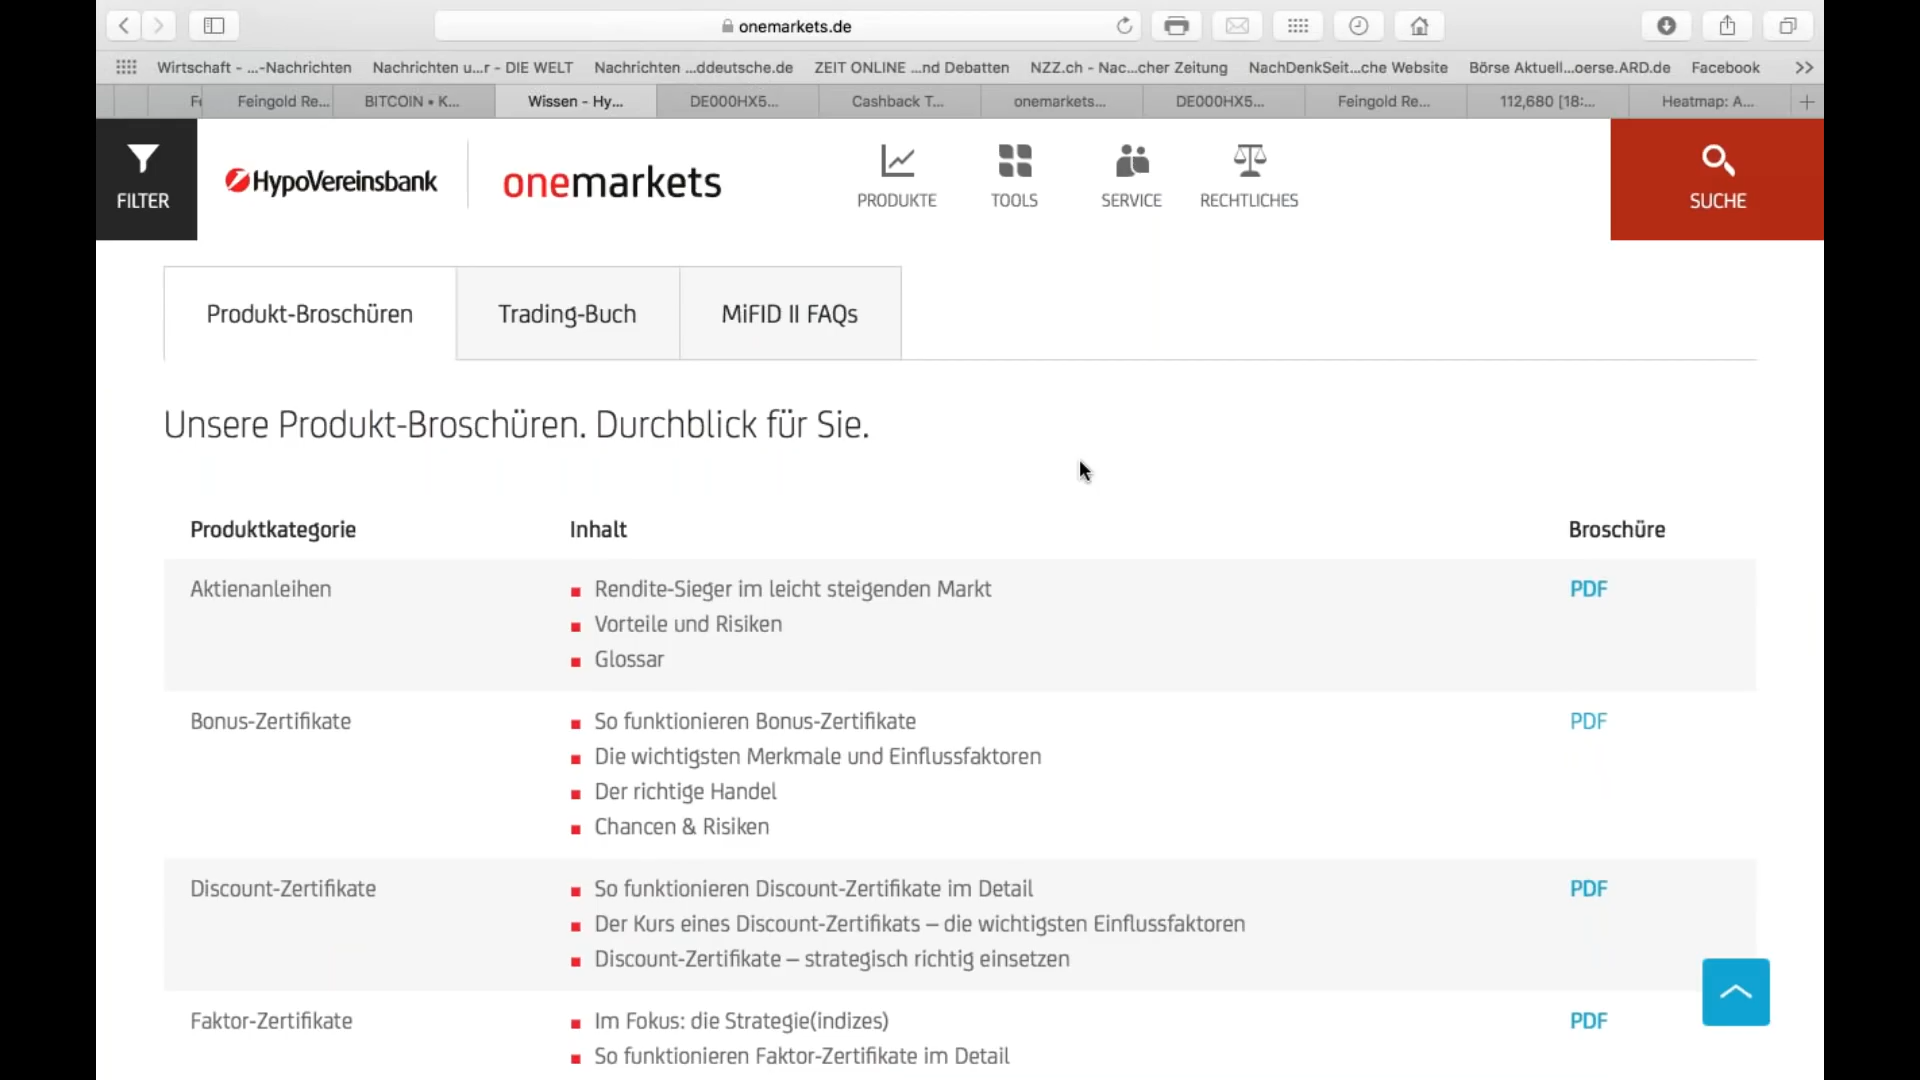 onemarkets.de
Wirtschaft - ...-Nachrichten Nachrichten u...r - DIE WELT Nachrichten ...ddeutsche.de ZEIT ONLINE ...nd Debatten NZZ.ch - Nac...cher Zeitung NachDenkSeit...che Website Börse Aktuell...oerse.ARD.de Facebook >>
Feingold Re... BITCOIN • K... Wissen - Hy... DE000HX5... Cashback T... onemarkets... DE000HX5... Feingold Re... 112,680 [18:... Heatmap: A... +
FILTER
HypoVereinsbank
onemarkets
PRODUKTE
TOOLS
SERVICE
RECHTLICHES
SUCHE
Produkt-Broschüren
Trading-Buch
MiFID II FAQs
Unsere Produkt-Broschüren. Durchblick für Sie.
Produktkategorie Inhalt Broschüre
Aktienanleihen Rendite-Sieger im leicht steigenden Markt PDF
Vorteile und Risiken
Glossar
Bonus-Zertifikate So funktionieren Bonus-Zertifikate PDF
Die wichtigsten Merkmale und Einflussfaktoren
Der richtige Handel
Chancen & Risiken
Discount-Zertifikate So funktionieren Discount-Zertifikate im Detail PDF
Der Kurs eines Discount-Zertifikats – die wichtigsten Einflussfaktoren
Discount-Zertifikate – strategisch richtig einsetzen
Faktor-Zertifikate Im Fokus: die Strategie(indizes) PDF
So funktionieren Faktor-Zertifikate im Detail